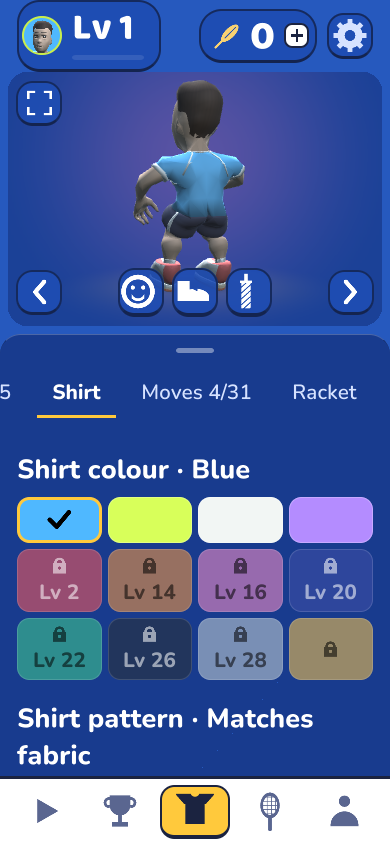 Lv 1
0
5
Shirt
Moves 4/31
Racket
Shirt colour · Blue
Lv 2
Lv 14
Lv 16
Lv 20
Lv 22
Lv 26
Lv 28
Shirt pattern · Matches
fabric